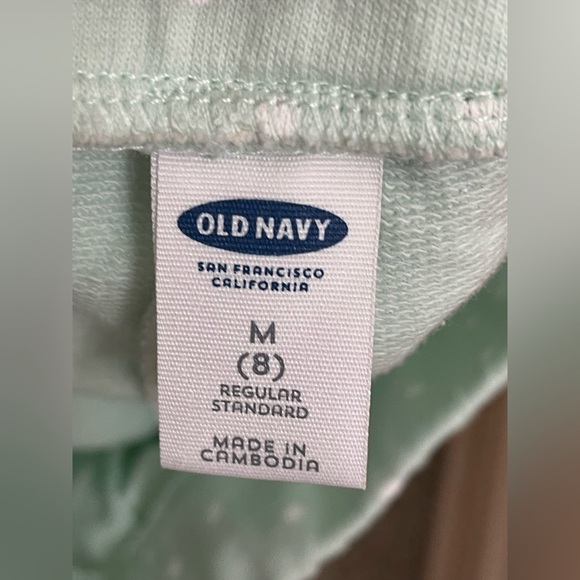 OLD NAVY
SAN FRANCISCO
CALIFORNIA
M
(8)
REGULAR
STANDARD
MADE IN
CAMBODIA